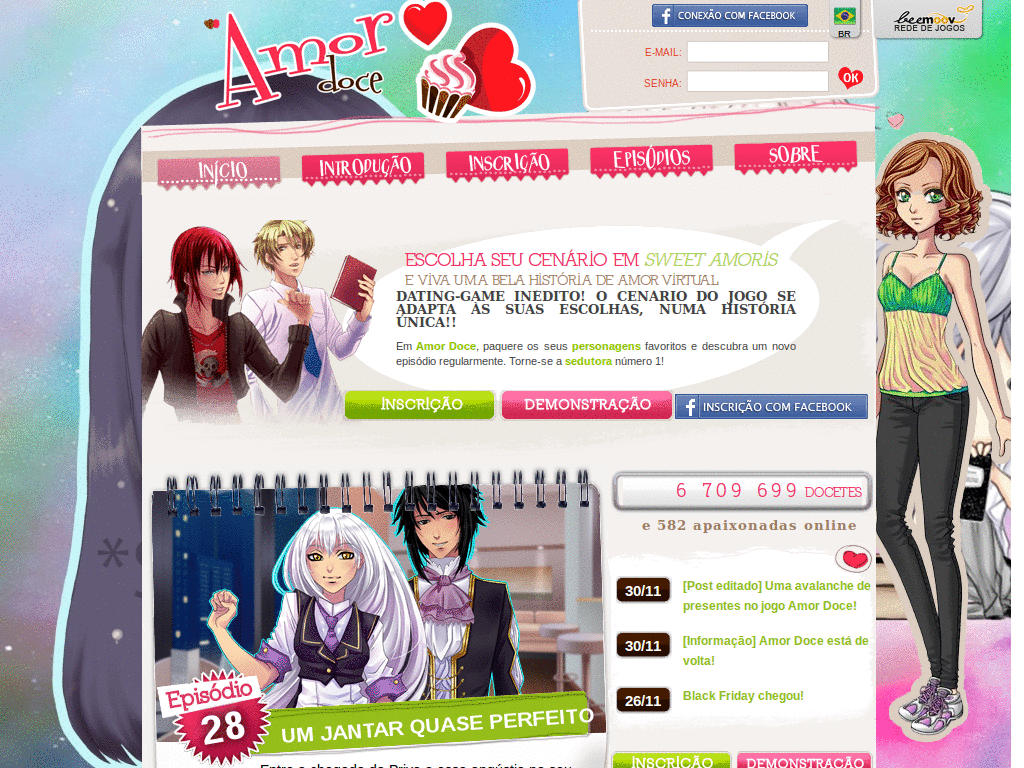 Amor
doce
CONEXÃO COM FACEBOOK
BR
beemoov
REDE DE JOGOS
E-MAIL:
SENHA:
OK
INÍCIO
INTRODUÇÃO
INSCRIÇÃO
EPISÓDIOS
SOBRE
ESCOLHA SEU CENÁRIO EM SWEET AMORIS
E VIVA UMA BELA HISTÓRIA DE AMOR VIRTUAL
DATING-GAME INEDITO! O CENARIO DO JOGO SE
ADAPTA AS SUAS ESCOLHAS, NUMA HISTÓRIA
ÚNICA!!
Em Amor Doce, paquere os seus personagens favoritos e descubra um novo
episódio regularmente. Torne-se a sedutora número 1!
INSCRIÇÃO
DEMONSTRAÇÃO
INSCRIÇÃO COM FACEBOOK
6 709 699 DOCETES
e 582 apaixonadas online
30/11
[Post editado] Uma avalanche de
presentes no jogo Amor Doce!
30/11
[Informação] Amor Doce está de
volta!
26/11
Black Friday chegou!
Episódio
28
UM JANTAR QUASE PERFEITO
INSCRIÇÃO
DEMONSTRAÇÃO